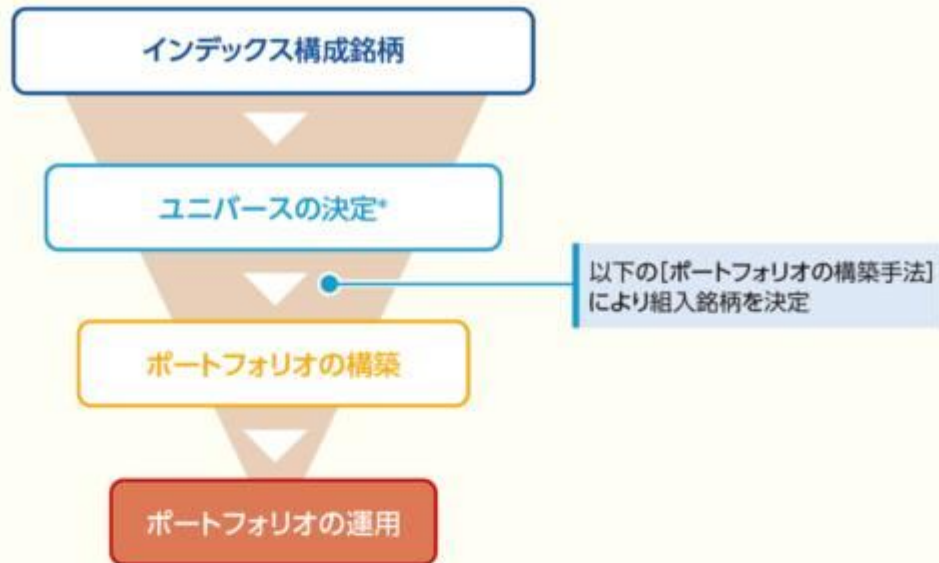 インデックス構成銘柄
ユニバースの決定*
以下の[ポートフォリオの構築手法]
により組入銘柄を決定
ポートフォリオの構築
ポートフォリオの運用